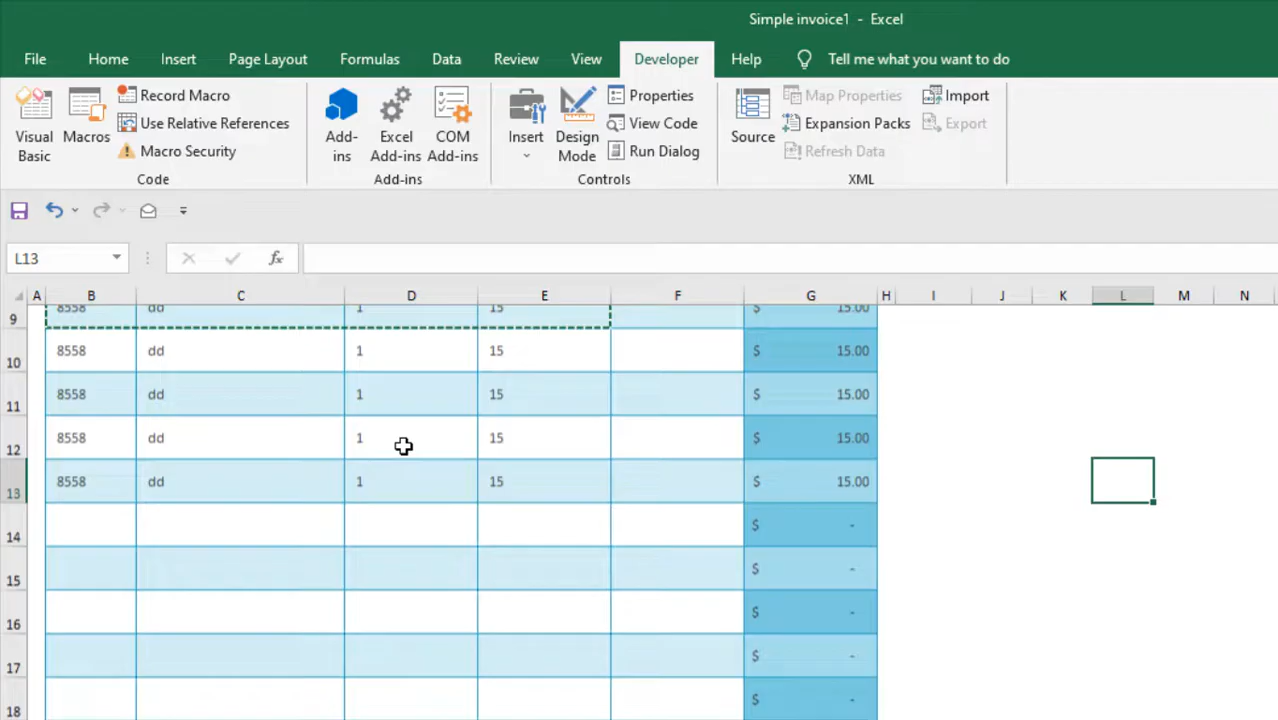 Simple invoice1 - Excel
File Home Insert Page Layout Formulas Data Review View Developer Help Tell me what you want to do
Visual Basic
Macros
Record Macro
Use Relative References
Macro Security
Code
Add-ins
Excel Add-ins
COM Add-ins
Add-ins
Insert
Design Mode
Properties
View Code
Run Dialog
Controls
Source
Map Properties
Expansion Packs
Refresh Data
Import
Export
XML
L13
fx
A B C D E F G H I J K L M N
9 8558 dd 1 15 $ 15.00
10 8558 dd 1 15 $ 15.00
11 8558 dd 1 15 $ 15.00
12 8558 dd 1 15 $ 15.00
13 8558 dd 1 15 $ 15.00
14 $ -
15 $ -
16 $ -
17 $ -
18 $ -